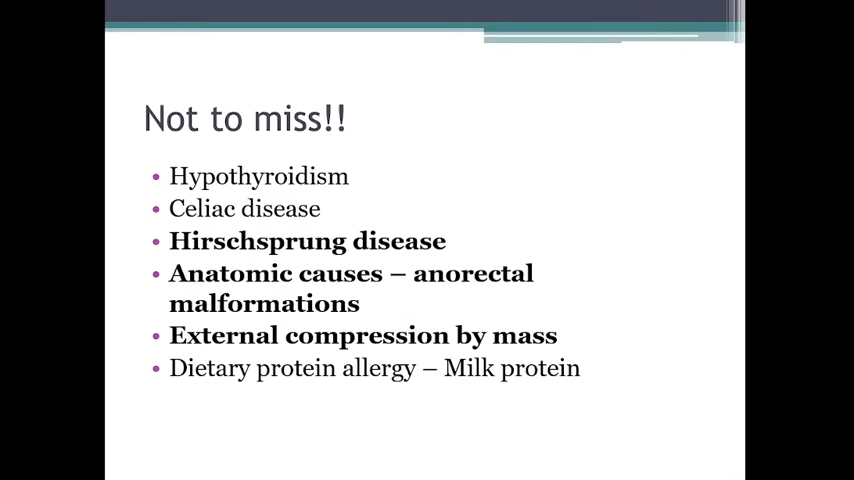 Not to miss!!
• Hypothyroidism
• Celiac disease
• Hirschsprung disease
• Anatomic causes – anorectal
malformations
• External compression by mass
• Dietary protein allergy – Milk protein